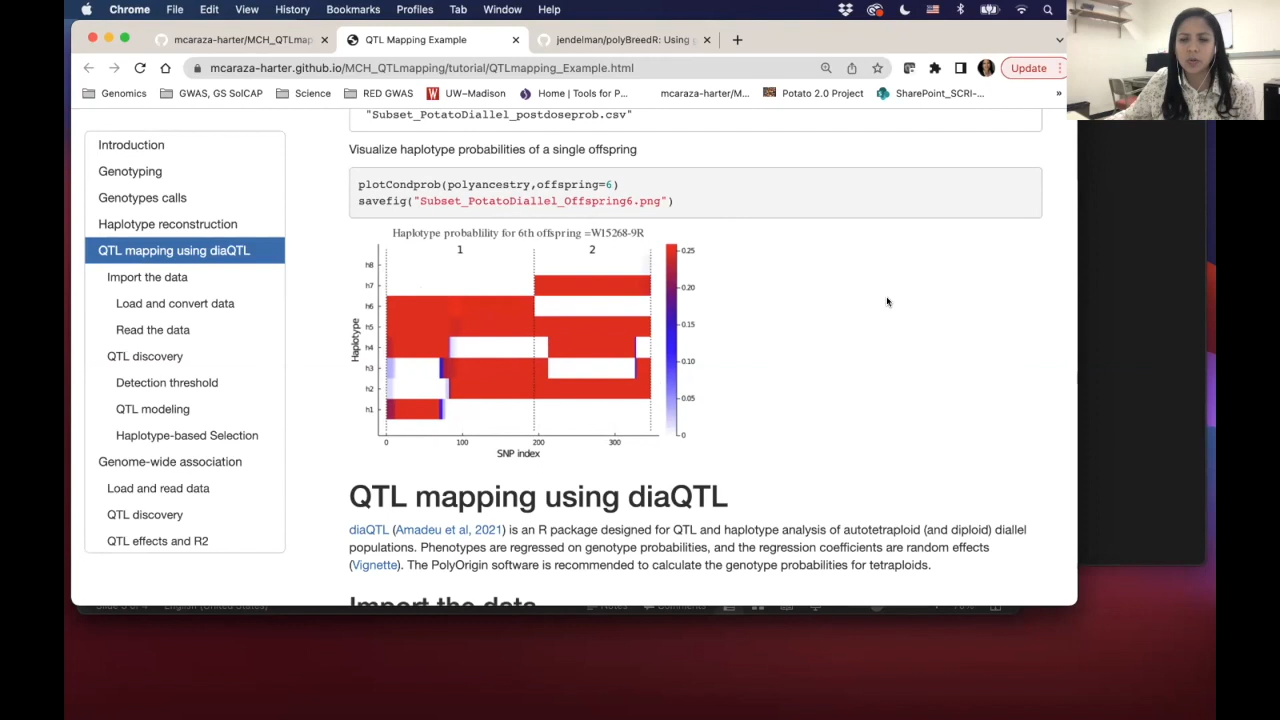 Chrome File Edit View History Bookmarks Profiles Tab Window Help
mcaraza-harter/MCH_QTLmap
QTL Mapping Example
jendelman/polyBreedR: Using
mcaraza-harter.github.io/MCH_QTLmapping/tutorial/QTLmapping_Example.html
Update
Genomics GWAS, GS SolCAP Science RED GWAS UW–Madison Home | Tools for P... mcaraza-harter/M... Potato 2.0 Project SharePoint_SCRI-... »
Introduction
Genotyping
Genotypes calls
Haplotype reconstruction
QTL mapping using diaQTL
Import the data
Load and convert data
Read the data
QTL discovery
Detection threshold
QTL modeling
Haplotype-based Selection
Genome-wide association
Load and read data
QTL discovery
QTL effects and R2
"Subset_PotatoDiallel_postdoseprob.csv"
Visualize haplotype probabilities of a single offspring
plotCondprob(polyancestry,offspring=6)
savefig("Subset_PotatoDiallel_Offspring6.png")
Haplotype probablility for 6th offspring =W15268-9R
1 2
h8
h7
h6
h5
h4
h3
h2
h1
Haplotype
0 100 200 300
SNP index
0.25
0.20
0.15
0.10
0.05
0
QTL mapping using diaQTL
diaQTL (Amadeu et al, 2021) is an R package designed for QTL and haplotype analysis of autotetraploid (and diploid) diallel
populations. Phenotypes are regressed on genotype probabilities, and the regression coefficients are random effects
(Vignette). The PolyOrigin software is recommended to calculate the genotype probabilities for tetraploids.
Import the data
English (United States) Notes Comments